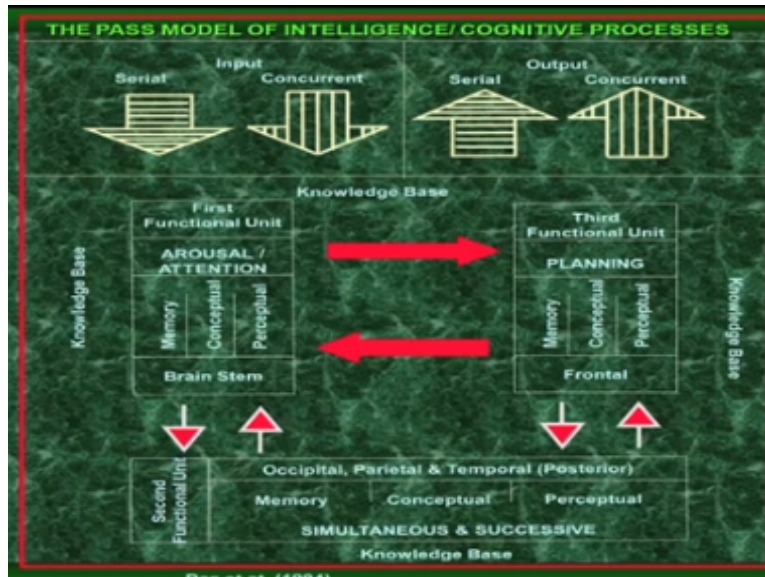 THE PASS MODEL OF INTELLIGENCE/ COGNITIVE PROCESSES
Input
Serial
Concurrent
Output
Serial
Concurrent
Knowledge Base
Knowledge Base
First
Functional Unit
AROUSAL /
ATTENTION
Memory
Conceptual
Perceptual
Brain Stem
Third
Functional Unit
PLANNING
Memory
Conceptual
Perceptual
Frontal
Knowledge Base
Second
Functional Unit
Occipital, Parietal & Temporal (Posterior)
Memory
Conceptual
Perceptual
SIMULTANEOUS & SUCCESSIVE
Knowledge Base